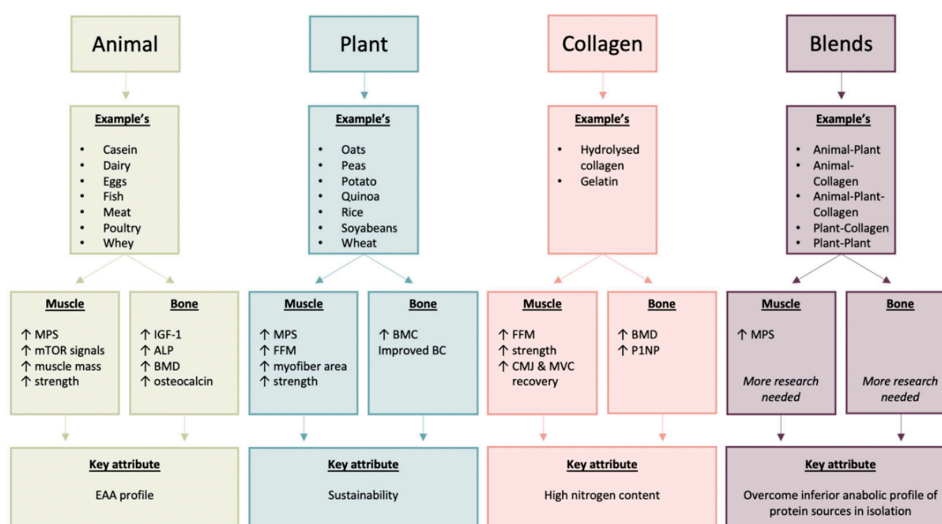 Animal
Example's
• Casein
• Dairy
• Eggs
• Fish
• Meat
• Poultry
• Whey
Muscle
↑ MPS
↑ mTOR signals
↑ muscle mass
↑ strength
Bone
↑ IGF-1
↑ ALP
↑ BMD
↑ osteocalcin
Key attribute
EAA profile
Plant
Example's
• Oats
• Peas
• Potato
• Quinoa
• Rice
• Soyabeans
• Wheat
Muscle
↑ MPS
↑ FFM
↑ myofiber area
↑ strength
Bone
↑ BMC
Improved BC
Key attribute
Sustainability
Collagen
Example's
• Hydrolysed
collagen
• Gelatin
Muscle
↑ FFM
↑ strength
↑ CMJ & MVC
recovery
Bone
↑ BMD
↑ P1NP
Key attribute
High nitrogen content
Blends
Example's
• Animal-Plant
• Animal-
Collagen
• Animal-Plant-
Collagen
• Plant-Collagen
• Plant-Plant
Muscle
↑ MPS
More research
needed
Bone
More research
needed
Key attribute
Overcome inferior anabolic profile of
protein sources in isolation